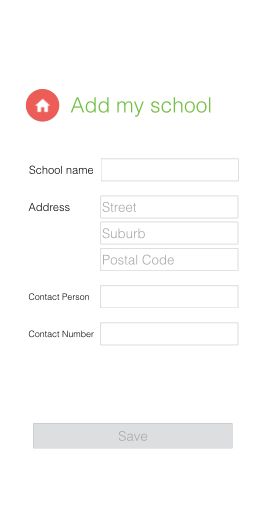 Add my school
School name
Address
Street
Suburb
Postal Code
Contact Person
Contact Number
Save